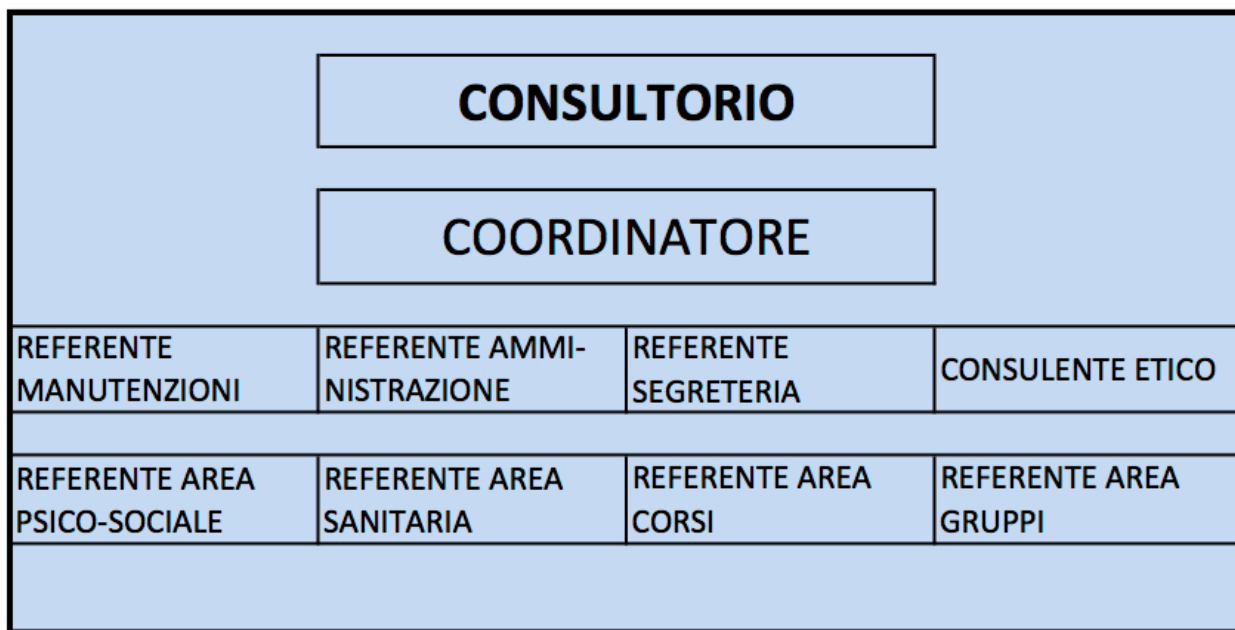 CONSULTORIO
COORDINATORE
REFERENTE
MANUTENZIONI
REFERENTE AMMI-
NISTRAZIONE
REFERENTE
SEGRETERIA
CONSULENTE ETICO
REFERENTE AREA
PSICO-SOCIALE
REFERENTE AREA
SANITARIA
REFERENTE AREA
CORSI
REFERENTE AREA
GRUPPI